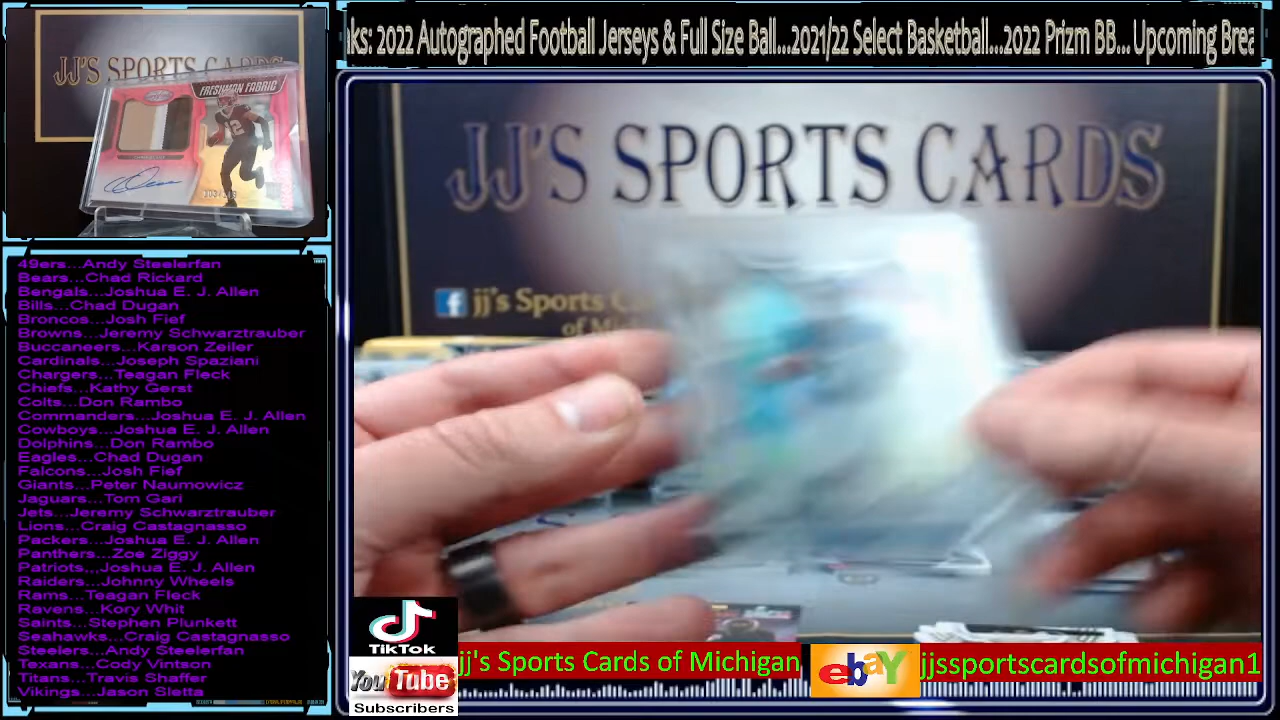 aks: 2022 Autographed Football Jerseys & Full Size Ball...2021/22 Select Basketball...2022 Prizm BB... Upcoming Brea
JJ'S SPORTS CARDS
FRESHMAN FABRIC
12
JJ'S SPORTS CARDS
f jj's Sports Ca
of Mi
49ers...Andy Steelerfan
Bears...Chad Rickard
Bengals...Joshua E. J. Allen
Bills...Chad Dugan
Broncos...Josh Fief
Browns...Jeremy Schwarztrauber
Buccaneers...Karson Zeiler
Cardinals...Joseph Spaziani
Chargers...Teagan Fleck
Chiefs...Kathy Gerst
Colts...Don Rambo
Commanders...Joshua E. J. Allen
Cowboys...Joshua E. J. Allen
Dolphins...Don Rambo
Eagles...Chad Dugan
Falcons...Josh Fief
Giants...Peter Naumowicz
Jaguars...Tom Gari
Jets...Jeremy Schwarztrauber
Lions...Craig Castagnasso
Packers...Joshua E. J. Allen
Panthers...Zoe Ziggy
Patriots,,,Joshua E. J. Allen
Raiders...Johnny Wheels
Rams...Teagan Fleck
Ravens...Kory Whit
Saints...Stephen Plunkett
Seahawks...Craig Castagnasso
Steelers...Andy Steelerfan
Texans...Cody Vintson
Titans...Travis Shaffer
Vikings...Jason Sletta
TikTok
YouTube
Subscribers
jj's Sports Cards of Michigan
ebay
jjssportscardsofmichigan1